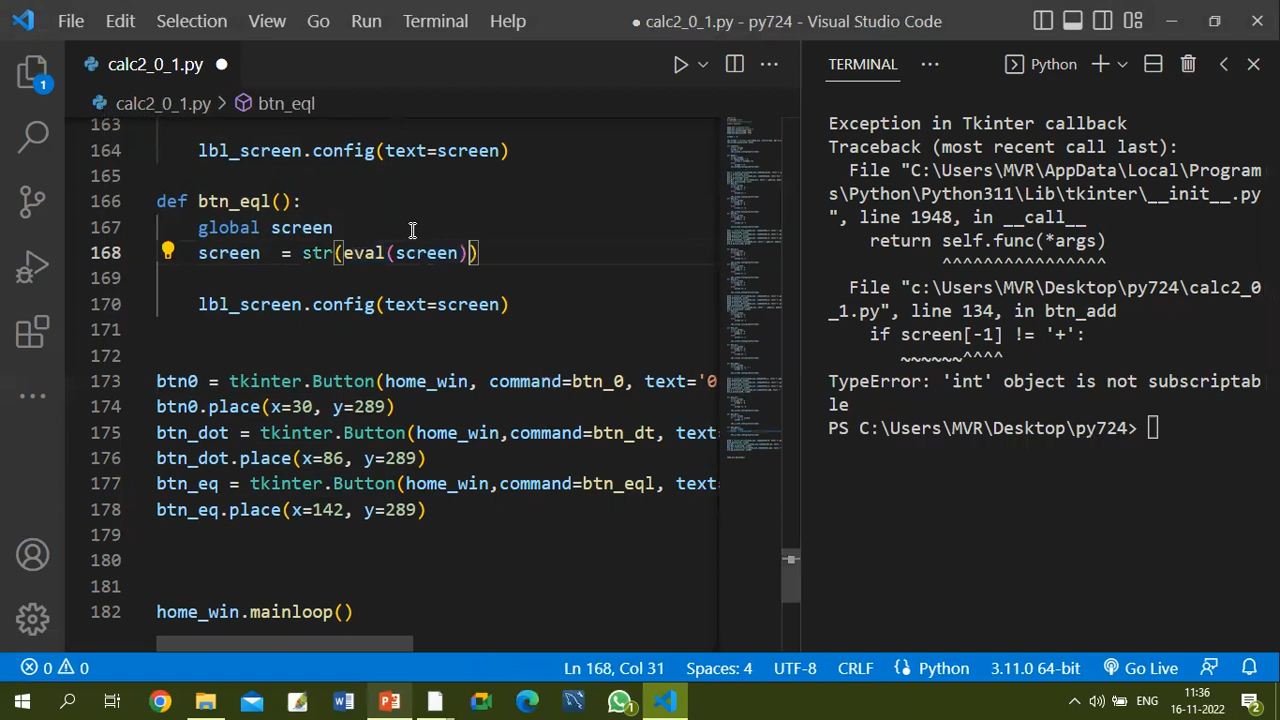 File Edit Selection View Go Run Terminal Help ● calc2_0_1.py - py724 - Visual Studio Code
calc2_0_1.py ●
calc2_0_1.py > btn_eql
163
164 lbl_screen.config(text=screen)
165
166 def btn_eql():
167 global screen
168 screen  = str(eval(screen))
169
170 lbl_screen.config(text=screen)
171
172
173 btn0 = tkinter.Button(home_win, command=btn_0, text='0
174 btn0.place(x=30, y=289)
175 btn_dot = tkinter.Button(home_win,command=btn_dt, text
176 btn_dot.place(x=86, y=289)
177 btn_eq = tkinter.Button(home_win,command=btn_eql, text
178 btn_eq.place(x=142, y=289)
179
180
181
182 home_win.mainloop()
TERMINAL ··· Python
Exception in Tkinter callback
Traceback (most recent call last):
File "C:\Users\MVR\AppData\Local\Program
s\Python\Python311\Lib\tkinter\__init__.py
", line 1948, in __call__
return self.func(*args)
^^^^^^^^^^^^^^^^
File "c:\Users\MVR\Desktop\py724\calc2_0
_1.py", line 134, in btn_add
if screen[-1] != '+':
~~~~~~^^^^
TypeError: 'int' object is not subscriptab
le
PS C:\Users\MVR\Desktop\py724>
1
0 0 Ln 168, Col 31 Spaces: 4 UTF-8 CRLF Python 3.11.0 64-bit Go Live
1 ENG 11:36
16-11-2022 2